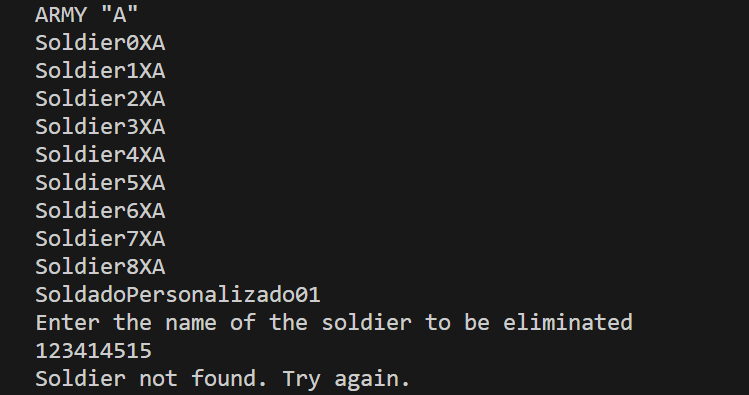 ARMY "A"
Soldier0XA
Soldier1XA
Soldier2XA
Soldier3XA
Soldier4XA
Soldier5XA
Soldier6XA
Soldier7XA
Soldier8XA
SoldadoPersonalizado01
Enter the name of the soldier to be eliminated
123414515
Soldier not found. Try again.